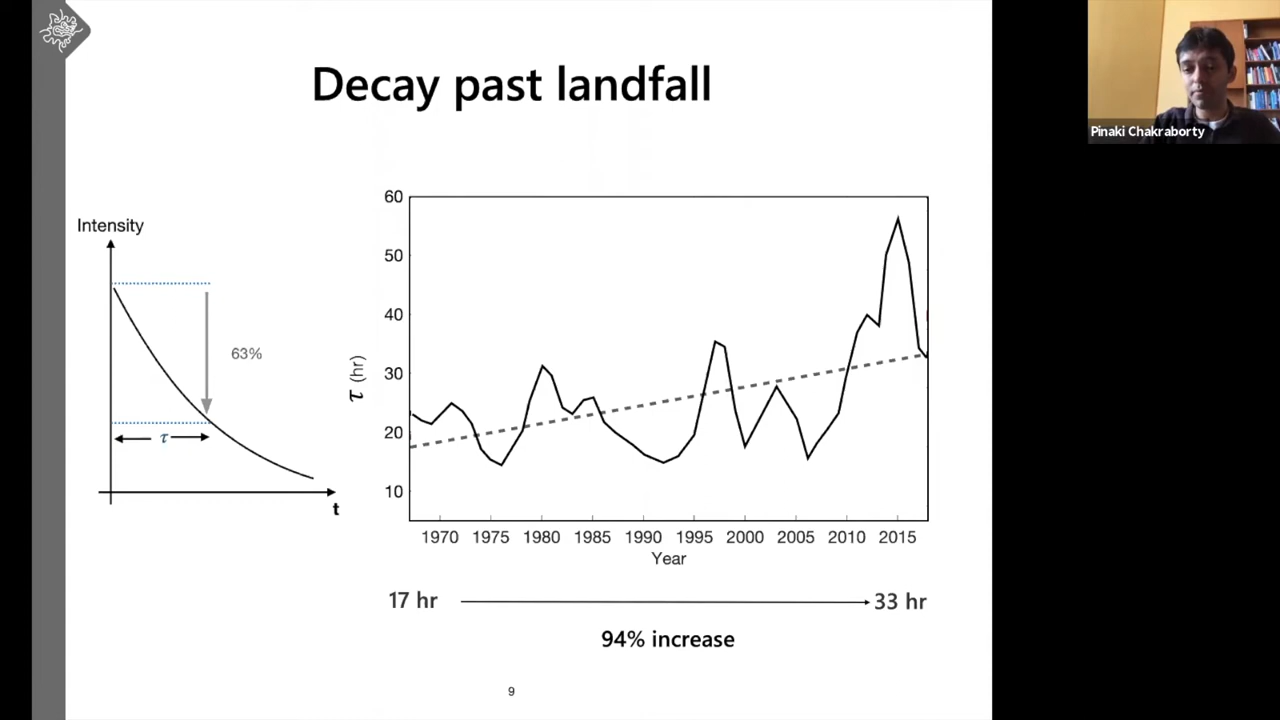 Decay past landfall
Pinaki Chakraborty
Intensity
63%
τ
t
60
50
40
30
20
10
τ (hr)
1970 1975 1980 1985 1990 1995 2000 2005 2010 2015
Year
17 hr
33 hr
94% increase
9